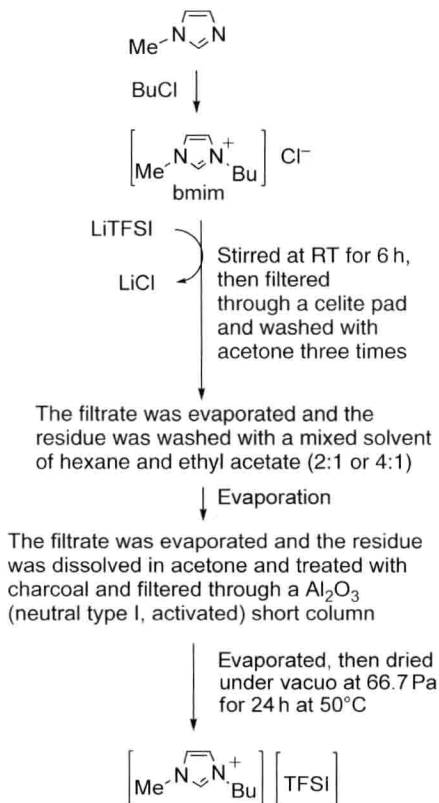 Me N N
BuCl
Me N N + Bu Cl−
bmim
LiTFSI
LiCl
Stirred at RT for 6 h,
then filtered
through a celite pad
and washed with
acetone three times
The filtrate was evaporated and the
residue was washed with a mixed solvent
of hexane and ethyl acetate (2:1 or 4:1)
Evaporation
The filtrate was evaporated and the residue
was dissolved in acetone and treated with
charcoal and filtered through a Al₂O₃
(neutral type I, activated) short column
Evaporated, then dried
under vacuo at 66.7 Pa
for 24 h at 50°C
Me N N + Bu TFSI